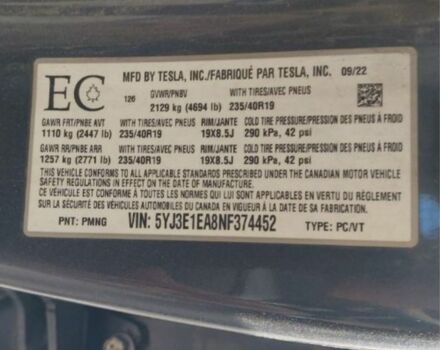 EC
MFD BY TESLA, INC./FABRIQUÉ PAR TESLA, INC. 09/22
126 GVWR/PNBV WITH TIRES/AVEC PNEUS
2129 kg (4694 lb) 235/40R19
GAWR FRT/PNBE AVT WITH TIRES/AVEC PNEUS RIM/JANTE COLD TIRE PRESSURE/PRESSION DES PNEUS À FROID
1110 kg (2447 lb) 235/40R19 19X8.5J 290 kPa, 42 psi
GAWR RR/PNBE ARR WITH TIRES/AVEC PNEUS RIM/JANTE COLD TIRE PRESSURE/PRESSION DES PNEUS À FROID
1257 kg (2771 lb) 235/40R19 19X8.5J 290 kPa, 42 psi
THIS VEHICLE CONFORMS TO ALL APPLICABLE STANDARDS PRESCRIBED UNDER THE CANADIAN MOTOR VEHICLE
SAFETY REGULATIONS IN EFFECT ON THE DATE OF MANUFACTURE
CE VÉHICULE EST CONFORME À TOUTES LES NORMES QUI LUI SONT APPLICABLES EN VERTU DU RÈGLEMENT
SUR LA SÉCURITÉ DES VÉHICULES AUTOMOBILES DU CANADA EN VIGUEUR À LA DATE DE SA FABRICATION
PNT: PMNG VIN: 5YJ3E1EA8NF374452 TYPE: PC/VT